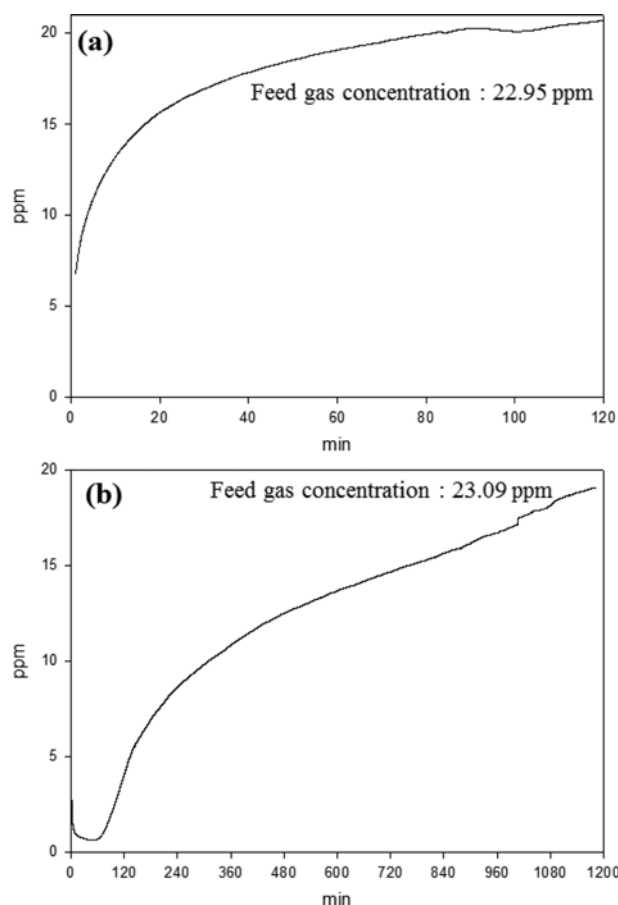 (a)
Feed gas concentration : 22.95 ppm
20
15
10
5
0
ppm
0 20 40 60 80 100 120
min
(b)
Feed gas concentration : 23.09 ppm
20
15
10
5
0
ppm
0 120 240 360 480 600 720 840 960 1080 1200
min